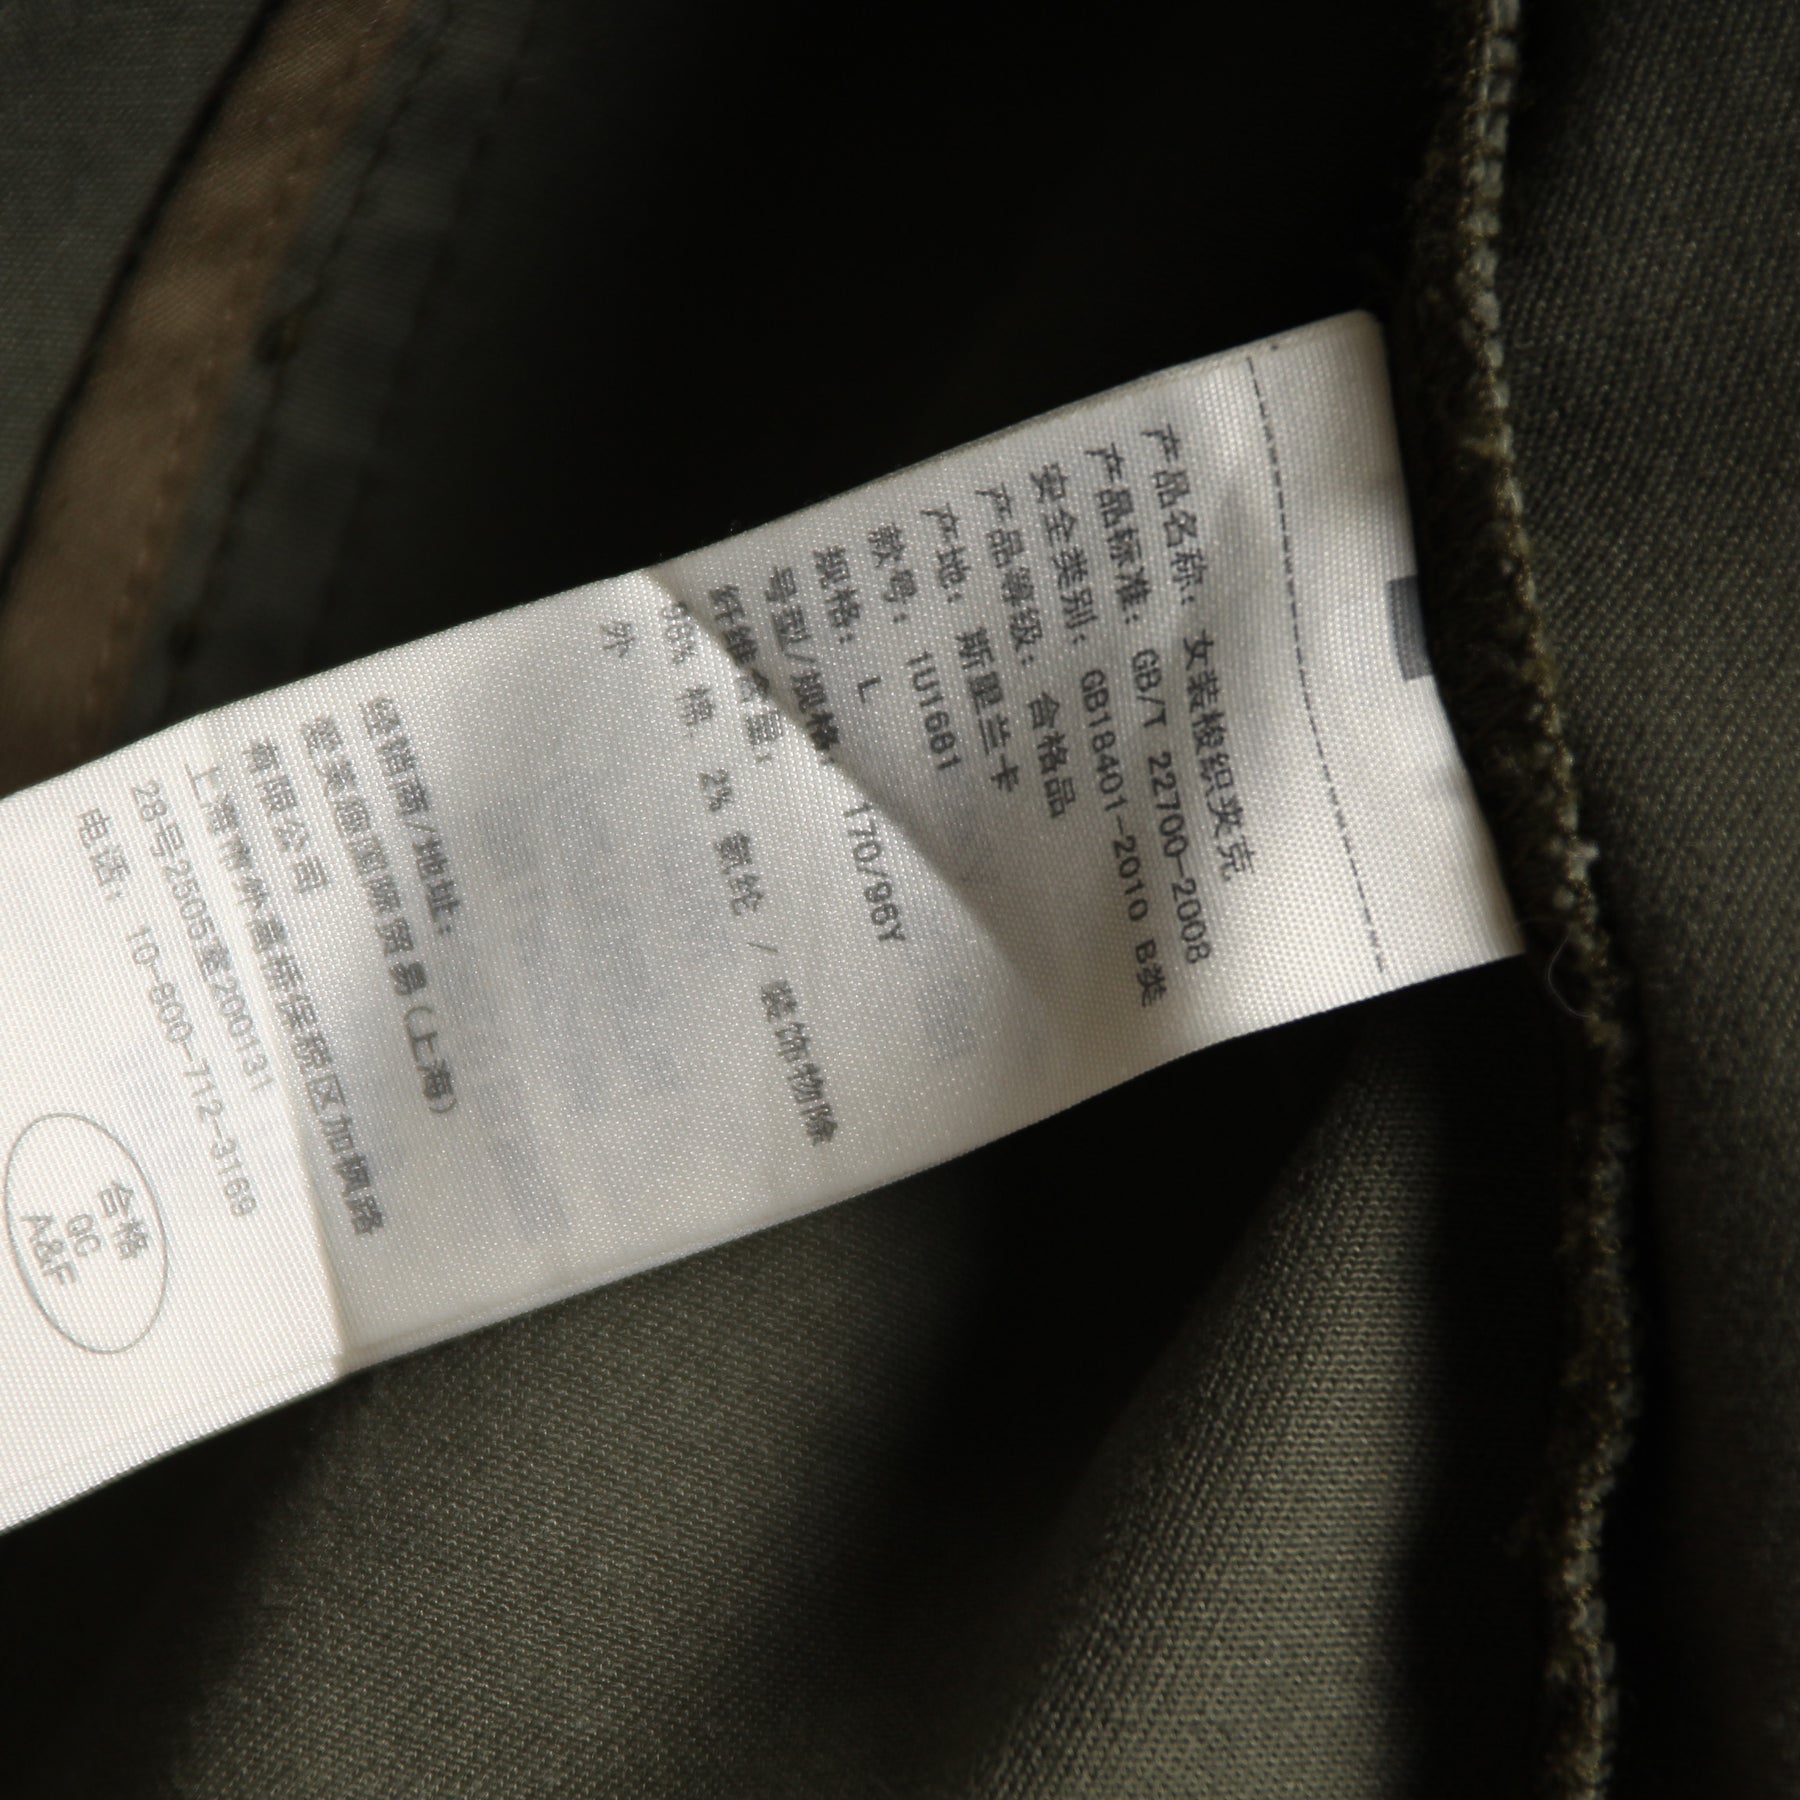 产品名称：女装梭织夹克
产品标准：GB/T 22700-2008
安全类别：GB18401-2010 B类
产品等级：合格品
产地：斯里兰卡
款号：1U1681
规格：L
号型/规格：170/96Y
纤维含量：
98% 棉，2% 氨纶 / 装饰物除
外
经销商/地址：
爱芙趣国际贸易(上海)
有限公司
上海市外高桥保税区加枫路
28号2505室200131
电话：10-800-712-3169
合格
QC
A&F